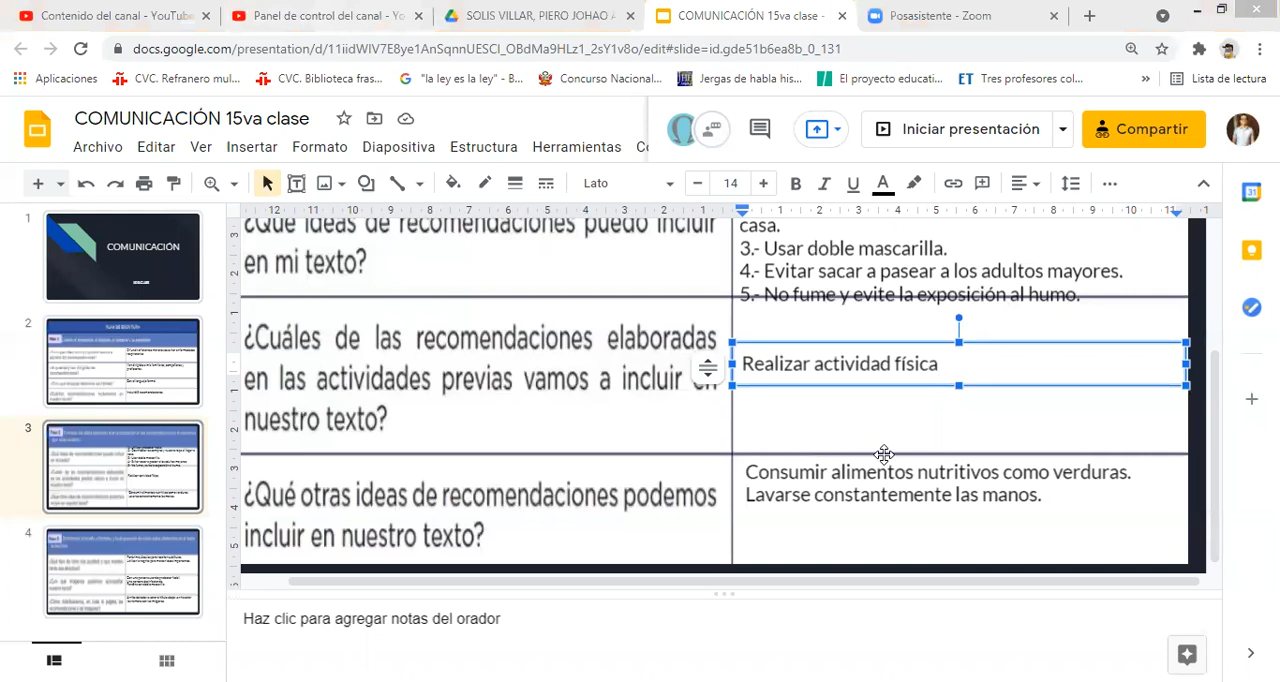 Contenido del canal - YouTube
Panel de control del canal - Yo
SOLIS VILLAR, PIERO JOHAO A
COMUNICACIÓN 15va clase -
Posasistente - Zoom
docs.google.com/presentation/d/11iidWIV7E8ye1AnSqnnUESCI_OBdMa9HLz1_2sY1v8o/edit#slide=id.gde51b6ea8b_0_131
Aplicaciones
CVC. Refranero mul...
CVC. Biblioteca fras...
"la ley es la ley" - B...
Concurso Nacional...
Jergas de habla his...
El proyecto educati...
Tres profesores col...
Lista de lectura
COMUNICACIÓN 15va clase
Archivo Editar Ver Insertar Formato Diapositiva Estructura Herramientas Co
Iniciar presentación
Compartir
Lato
14
1
COMUNICACIÓN
2
3
4
¿Qué ideas de recomendaciones puedo incluir
en mi texto?
casa.
3.- Usar doble mascarilla.
4.- Evitar sacar a pasear a los adultos mayores.
5.- No fume y evite la exposición al humo.
¿Cuáles de las recomendaciones elaboradas
en las actividades previas vamos a incluir en
nuestro texto?
Realizar actividad física
¿Qué otras ideas de recomendaciones podemos
incluir en nuestro texto?
Consumir alimentos nutritivos como verduras.
Lavarse constantemente las manos.
Haz clic para agregar notas del orador